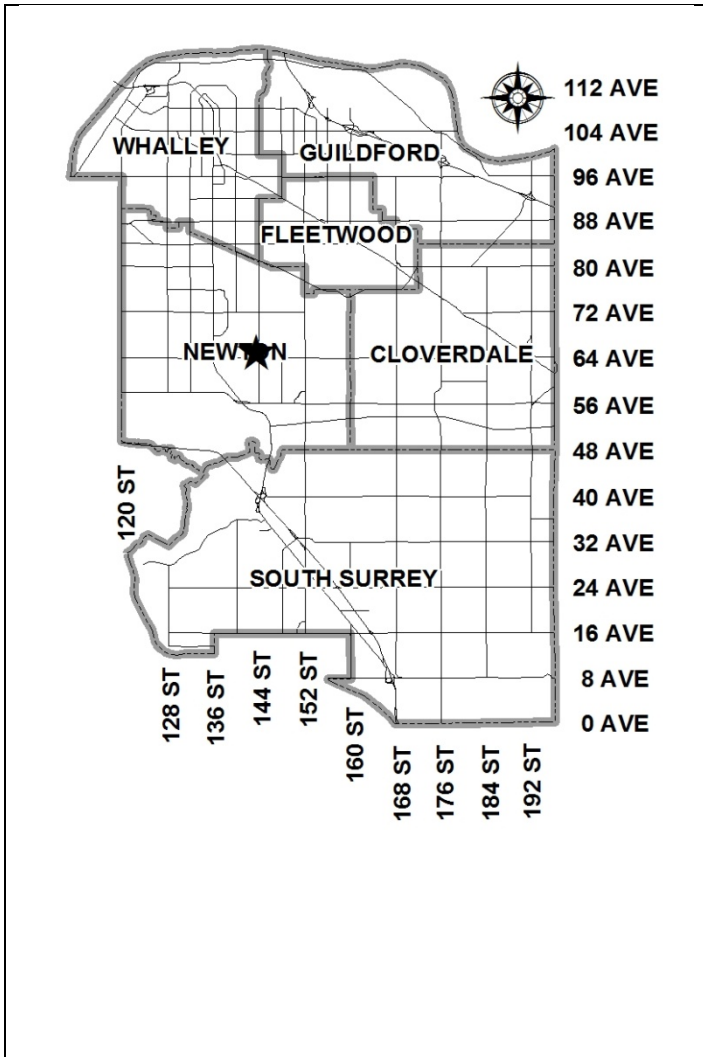 112 AVE
104 AVE
WHALLEY
GUILDFORD
96 AVE
88 AVE
FLEETWOOD
80 AVE
72 AVE
NEWTON
CLOVERDALE
64 AVE
56 AVE
48 AVE
120 ST
40 AVE
32 AVE
SOUTH SURREY
24 AVE
16 AVE
128 ST
136 ST
144 ST
152 ST
160 ST
8 AVE
0 AVE
168 ST
176 ST
184 ST
192 ST